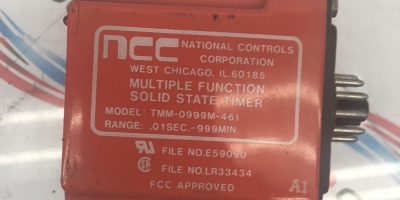 ncc NATIONAL CONTROLS
CORPORATION
WEST CHICAGO, IL. 60185
MULTIPLE FUNCTION
SOLID STATE TIMER
MODEL: TMM-0999M-461
RANGE: .01SEC.-999MIN.
FILE NO.E59090
FILE NO.LR33434
FCC APPROVED
A1